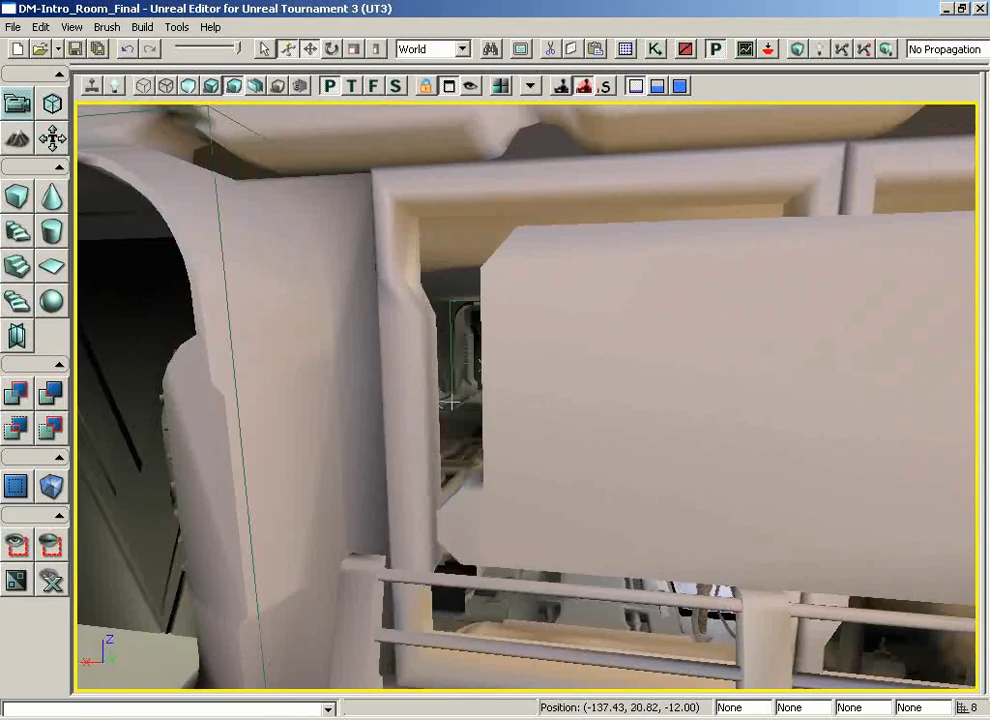 DM-Intro_Room_Final - Unreal Editor for Unreal Tournament 3 (UT3)
File Edit View Brush Build Tools Help
World
P
No Propagation
P T F S
S
Z
X
Y
Position: (-137.43, 20.82, -12.00) None None None None 8